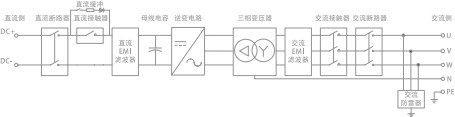 直流缓冲
直流侧
直流断路器
直流接触器
母线电容
逆变电路
三相变压器
交流接触器
交流断路器
交流侧
DC+
DC-
直流
EMI
滤波器
交流
EMI
滤波器
U
V
W
N
PE
交流
防雷器